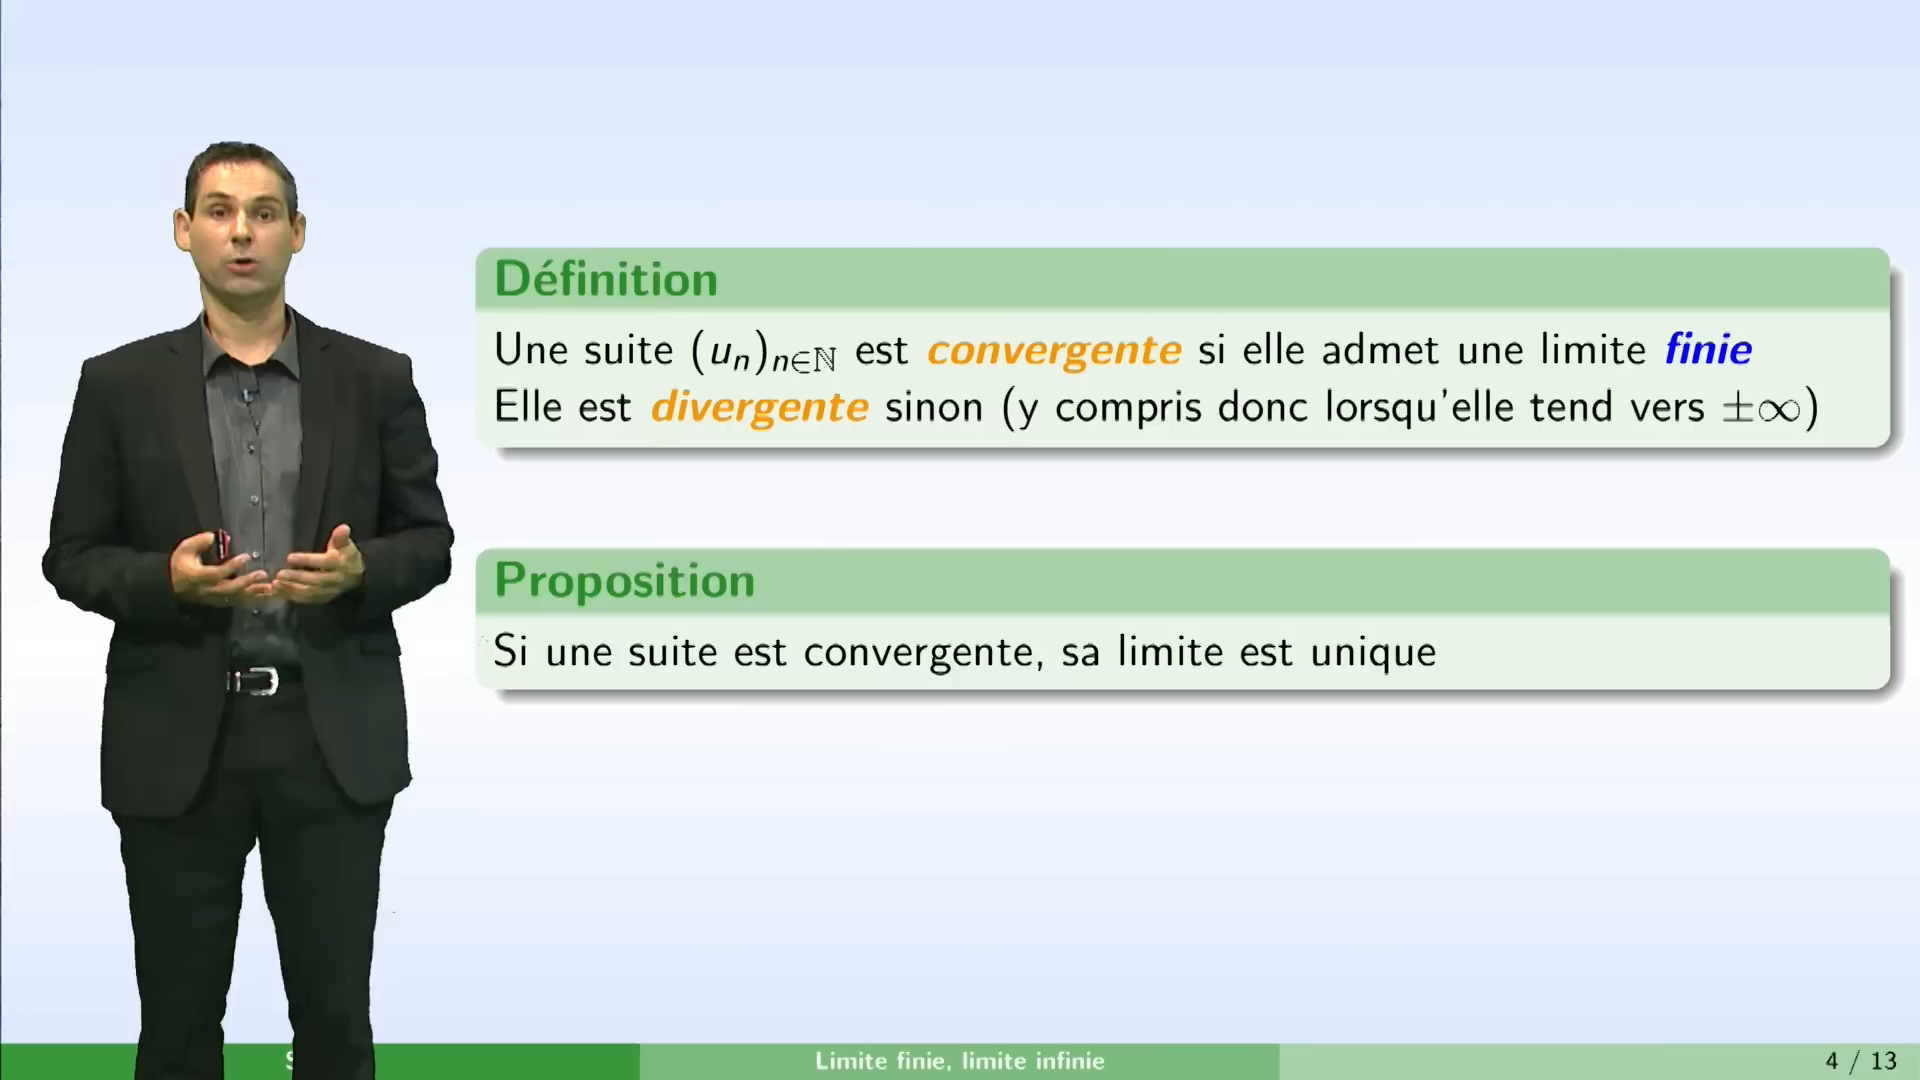 Définition
Une suite (uₙ)ₙ∈ℕ est convergente si elle admet une limite finie
Elle est divergente sinon (y compris donc lorsqu'elle tend vers ±∞)
Proposition
Si une suite est convergente, sa limite est unique
Limite finie, limite infinie
4 / 13